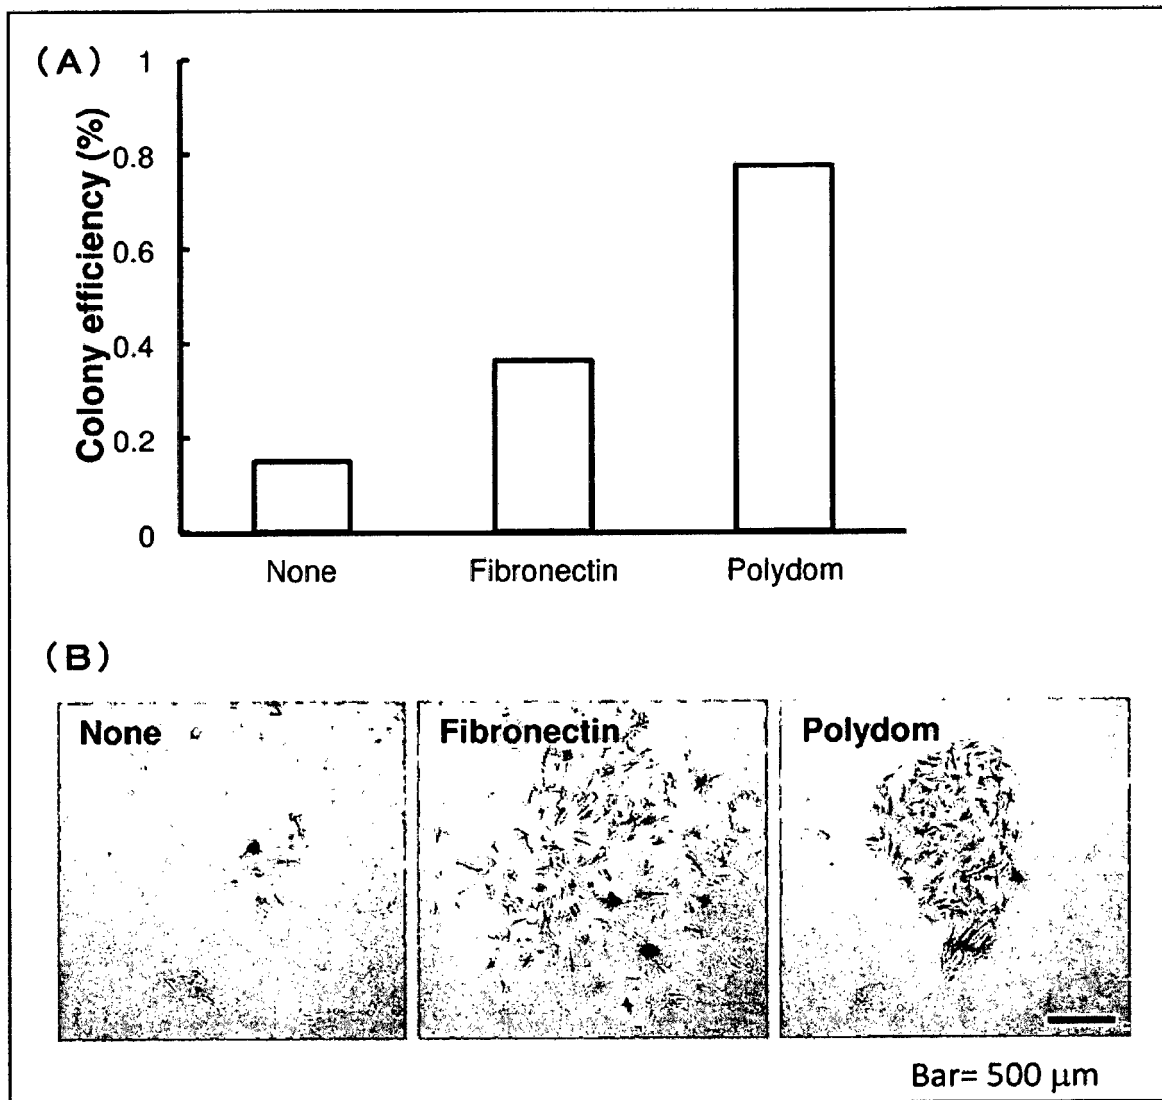 (A)
Colony efficiency (%)
1
0.8
0.6
0.4
0.2
0
None Fibronectin Polydom
(B)
None Fibronectin Polydom
Bar= 500 μm